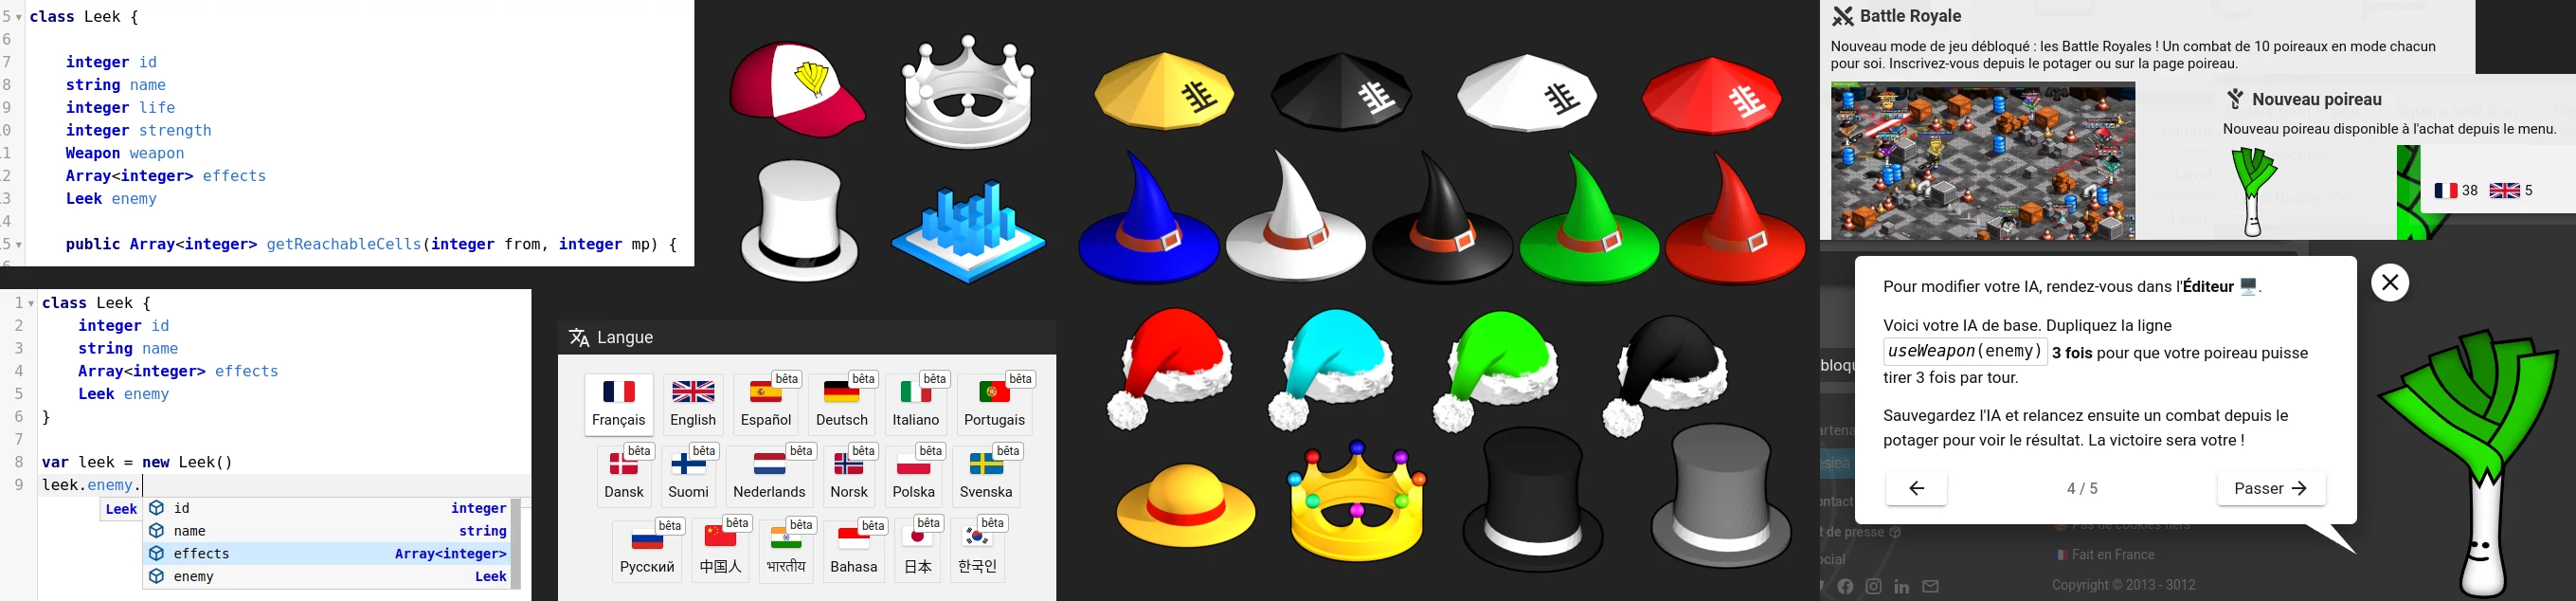 5 class Leek {
6
7 integer id
8 string name
9 integer life
0 integer strength
1 Weapon weapon
2 Array<integer> effects
3 Leek enemy
4
5 public Array<integer> getReachableCells(integer from, integer mp) {
1 class Leek {
2 integer id
3 string name
4 Array<integer> effects
5 Leek enemy
6 }
7
8 var leek = new Leek()
9 leek.enemy.
Leek
id integer
name string
effects Array<integer>
enemy Leek
Langue
Français
English
bêta
Español
bêta
Deutsch
bêta
Italiano
bêta
Portugais
bêta
Dansk
bêta
Suomi
bêta
Nederlands
bêta
Norsk
bêta
Polska
bêta
Svenska
bêta
Русский
bêta
中国人
bêta
भारतीय
bêta
Bahasa
bêta
日本
bêta
한국인
Battle Royale
Nouveau mode de jeu débloqué : les Battle Royales ! Un combat de 10 poireaux en mode chacun
pour soi. Inscrivez-vous depuis le potager ou sur la page poireau.
Nouveau poireau
Nouveau poireau disponible à l'achat depuis le menu.
38 5
Pour modifier votre IA, rendez-vous dans l'Éditeur 🖥️.
Voici votre IA de base. Dupliquez la ligne
useWeapon(enemy) 3 fois pour que votre poireau puisse
tirer 3 fois par tour.
Sauvegardez l'IA et relancez ensuite un combat depuis le
potager pour voir le résultat. La victoire sera votre !
4 / 5
Passer →
bloqu
artena
ontact
t de presse
ocial
Pas de cookies tiers
Fait en France
Copyright © 2013 - 3012